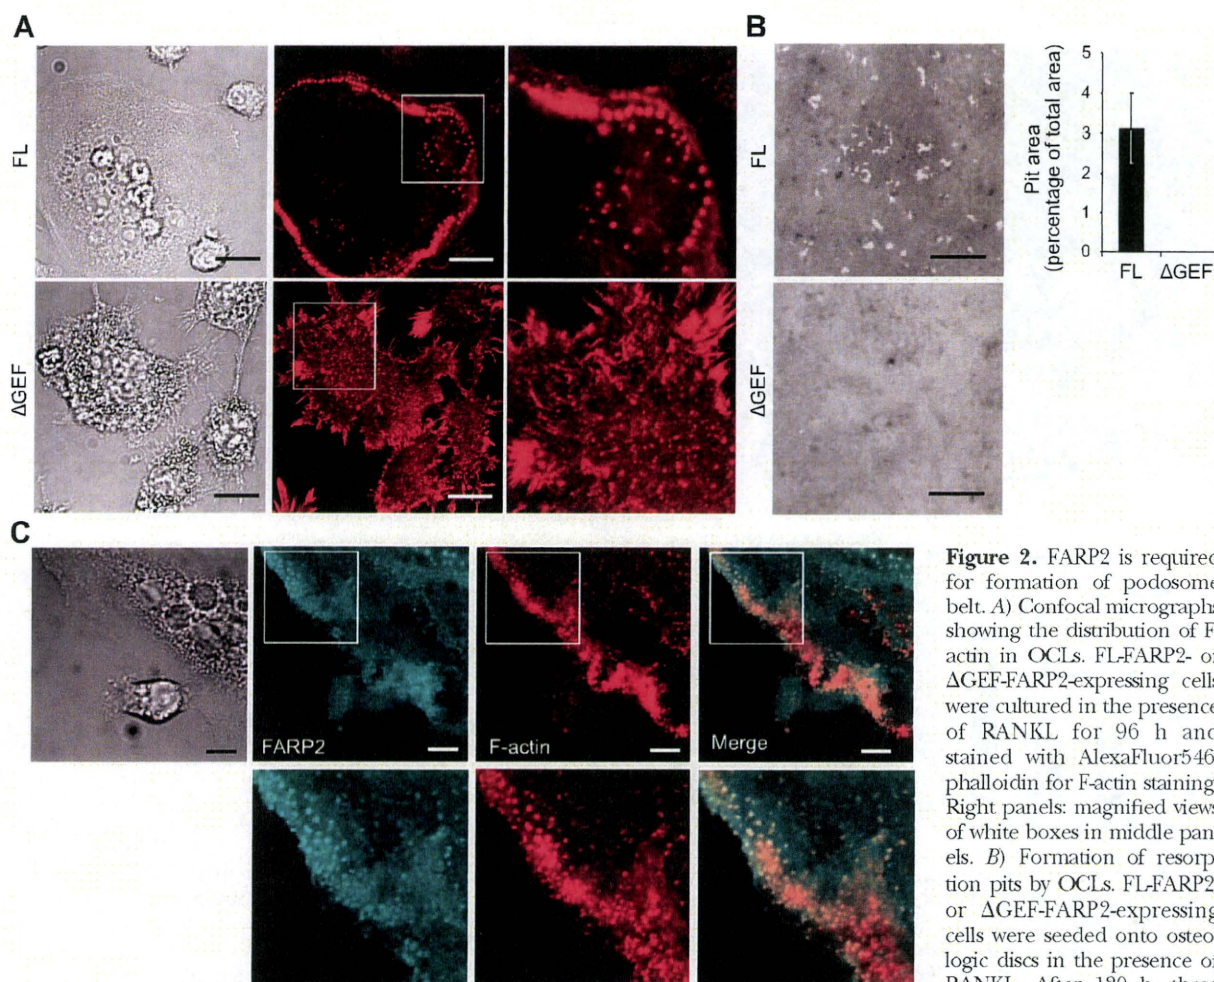 A
B
FL
FL
Pit area
(percentage of total area)
5
4
3
2
1
0
FL ΔGEF
ΔGEF
ΔGEF
C
FARP2
F-actin
Merge
Figure 2. FARP2 is required
for formation of podosome
belt. A) Confocal micrographs
showing the distribution of F
actin in OCLs. FL-FARP2- or
ΔGEF-FARP2-expressing cells
were cultured in the presence
of RANKL for 96 h and
stained with AlexaFluor546
phalloidin for F-actin staining
Right panels: magnified views
of white boxes in middle pan
els. B) Formation of resorp
tion pits by OCLs. FL-FARP2
or ΔGEF-FARP2-expressing
cells were seeded onto osteo
logic discs in the presence of
RANKL. After 180 h, these